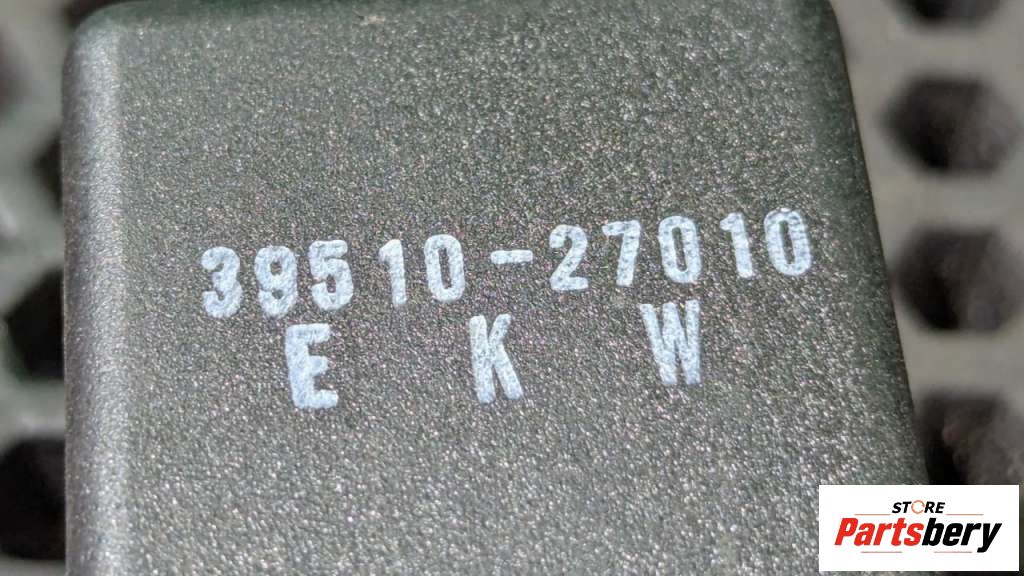 39510-27010
E K W
STORE
Partsbery